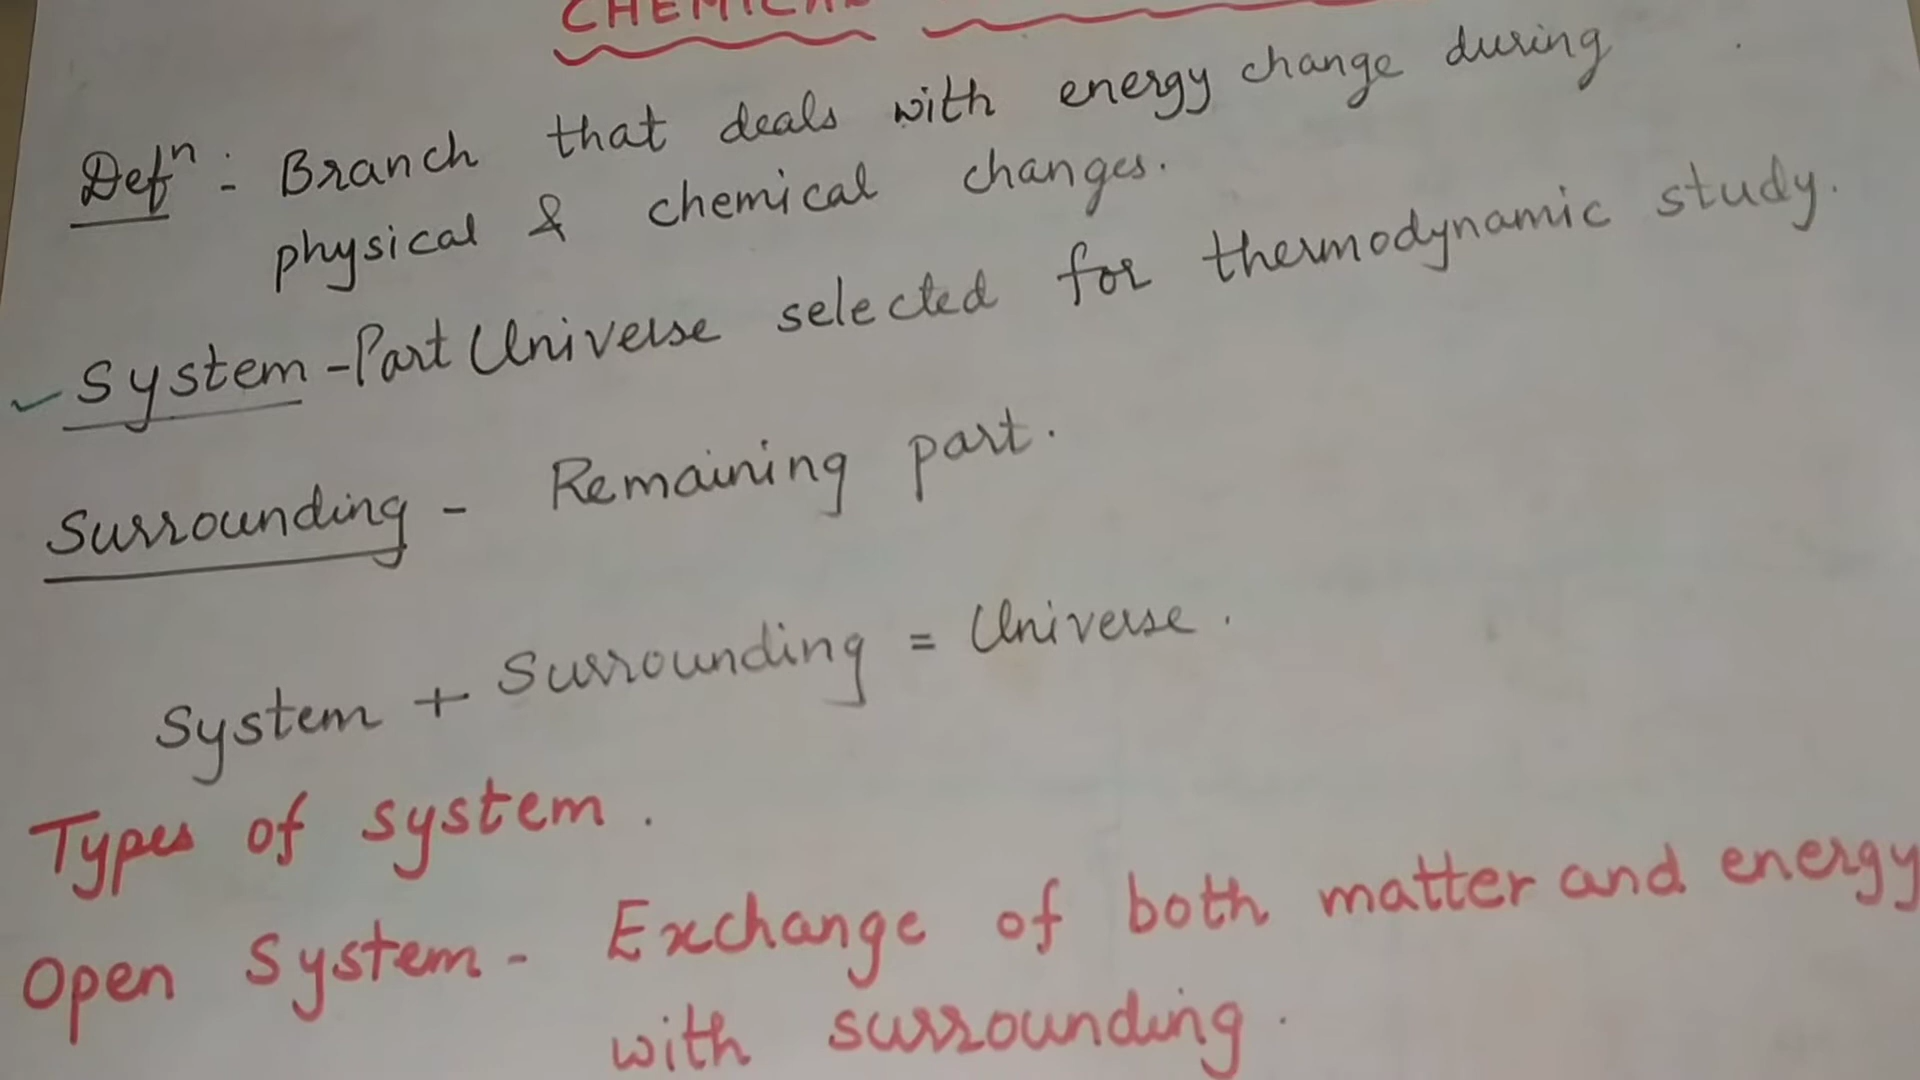 CHEMICAL
Defⁿ :- Branch that deals with energy change during
physical & chemical changes.
System - Part Universe selected for thermodynamic study.
Surrounding - Remaining part.
System + Surrounding = Universe.
Types of system.
Open System - Exchange of both matter and energy
with surrounding.